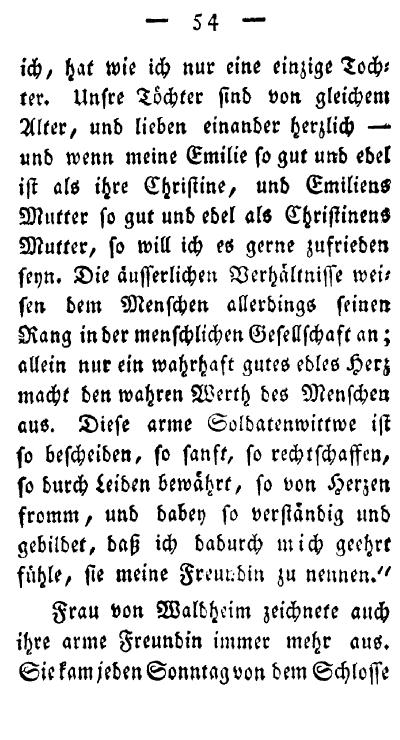 — 54 —
ich, hat wie ich nur eine einzige Toch-
ter. Unsre Töchter sind von gleichem
Alter, und lieben einander herzlich —
und wenn meine Emilie so gut und edel
ist als ihre Christine, und Emiliens
Mutter so gut und edel als Christinens
Mutter, so will ich es gerne zufrieden
seyn. Die äusserlichen Verhältnisse wei-
sen dem Menschen allerdings seinen
Rang in der menschlichen Gesellschaft an;
allein nur ein wahrhaft gutes edles Herz
macht den wahren Werth des Menschen
aus. Diese arme Soldatenwittwe ist
so bescheiden, so sanft, so rechtschaffen,
so durch Leiden bewährt, so von Herzen
fromm, und dabey so verständig und
gebildet, daß ich dadurch mich geehrt
fühle, sie meine Freundin zu nennen.“
Frau von Waldheim zeichnete auch
ihre arme Freundin immer mehr aus.
Sie kam jeden Sonntag von dem Schlosse